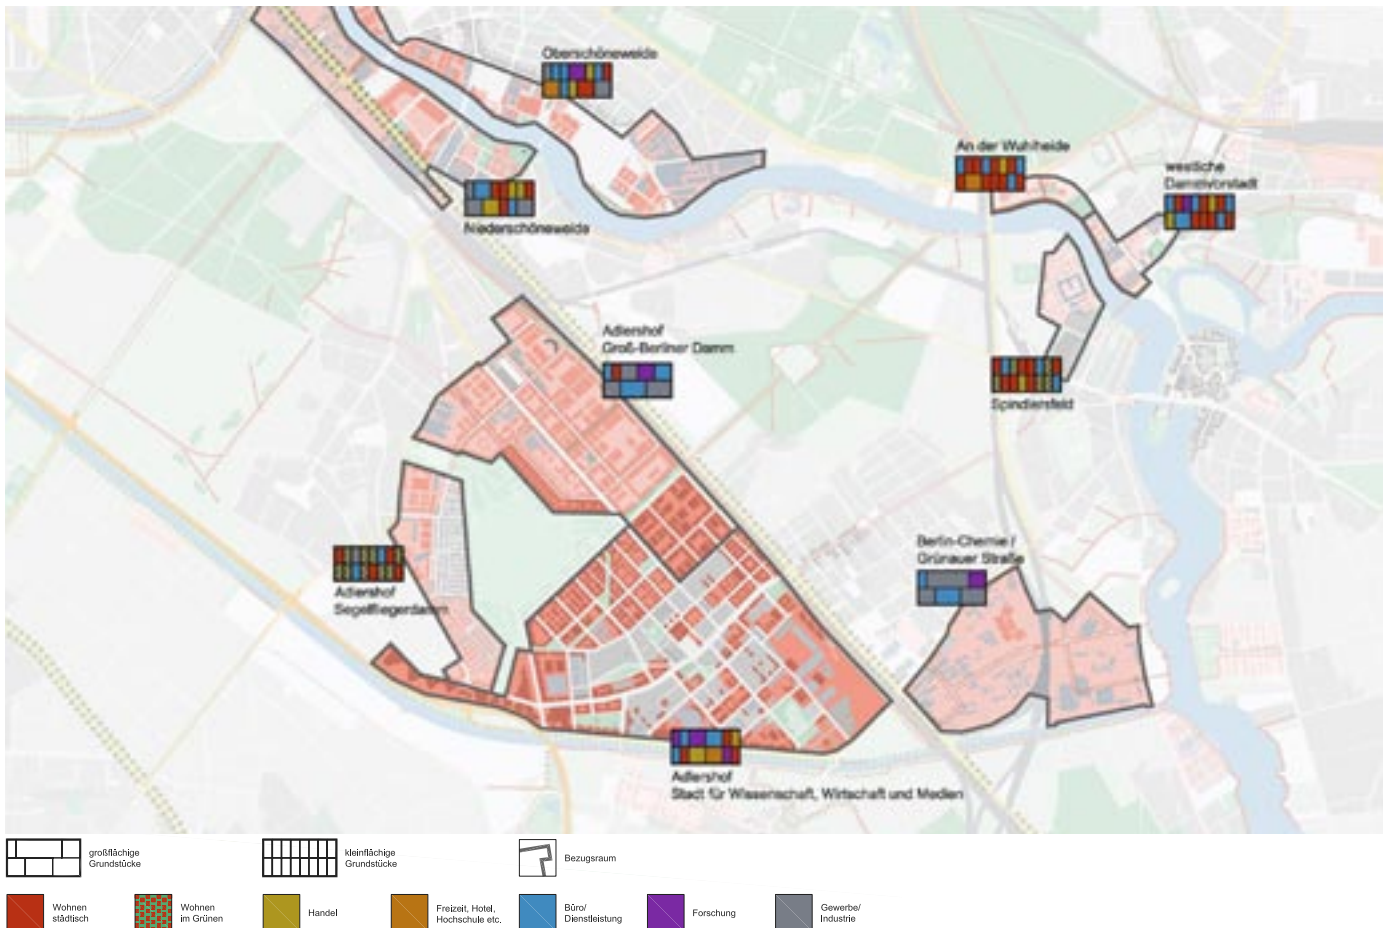 Oberschöneweide
An der Wuhlheide
westliche
Dammvorstadt
Niederschöneweide
Adlershof
Groß-Berliner Damm
Spindlersfeld
Berlin-Chemie /
Grünauer Straße
Adlershof
Segelfliegerdamm
Adlershof
Stadt für Wissenschaft, Wirtschaft und Medien
großflächige
Grundstücke
kleinflächige
Grundstücke
Bezugsraum
Wohnen
städtisch
Wohnen
im Grünen
Handel
Freizeit, Hotel,
Hochschule etc.
Büro/
Dienstleistung
Forschung
Gewerbe/
Industrie